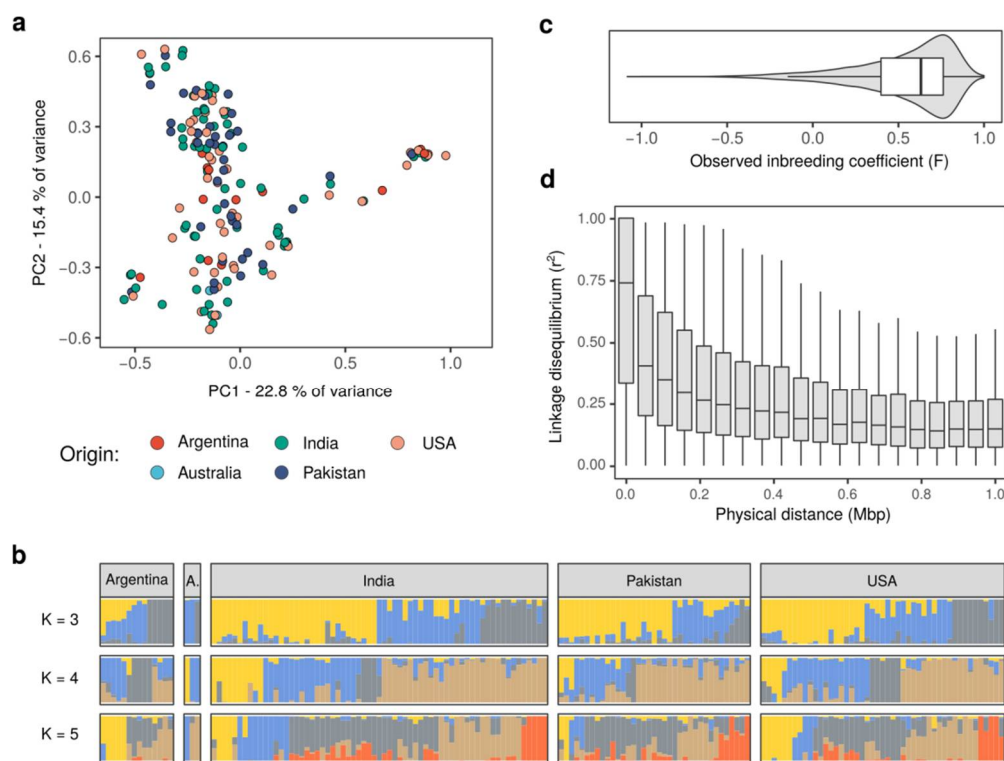 a
0.6
0.3
0.0
−0.3
−0.6
PC2 - 15.4 % of variance
−0.5
0.0
0.5
1.0
PC1 - 22.8 % of variance
Origin:
Argentina
India
USA
Australia
Pakistan
c
−1.0
−0.5
0.0
0.5
1.0
Observed inbreeding coefficient (F)
d
1.00
0.75
0.50
0.25
0.00
Linkage disequilibrium (r²)
0.0
0.2
0.4
0.6
0.8
1.0
Physical distance (Mbp)
b
Argentina
A.
India
Pakistan
USA
K = 3
K = 4
K = 5